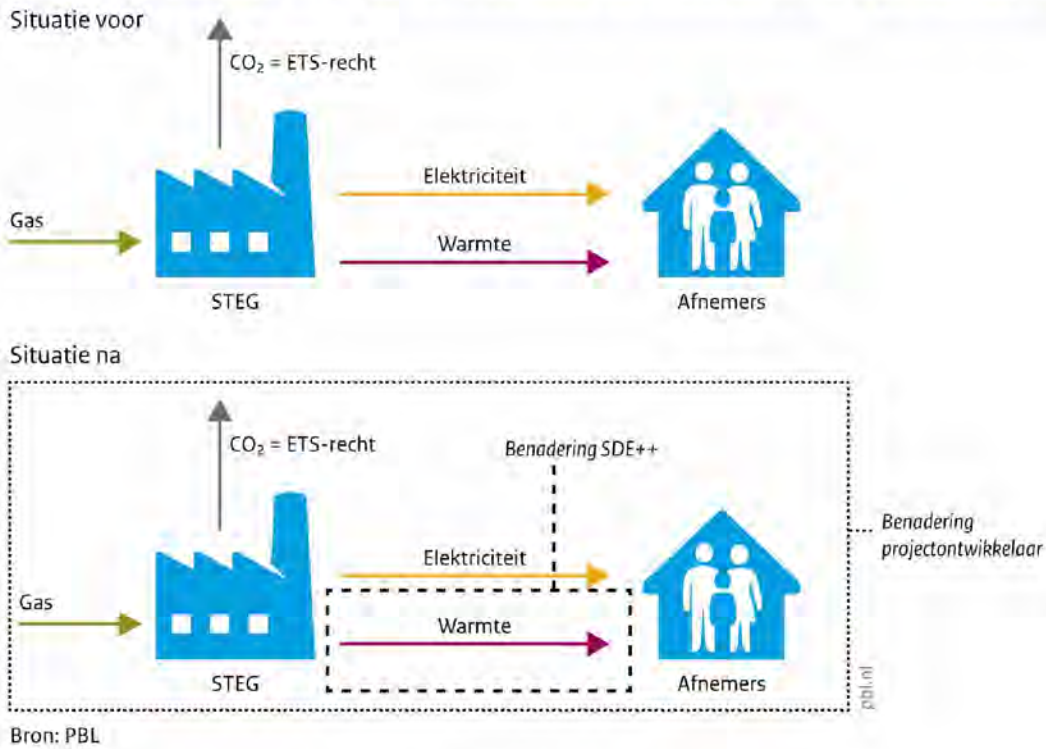 Situatie voor
CO₂ = ETS-recht
Elektriciteit
Gas
Warmte
STEG
Afnemers
Situatie na
CO₂ = ETS-recht
Benadering SDE++
Benadering
projectontwikkelaar
Elektriciteit
Gas
Warmte
STEG
Afnemers
pbl.nl
Bron: PBL